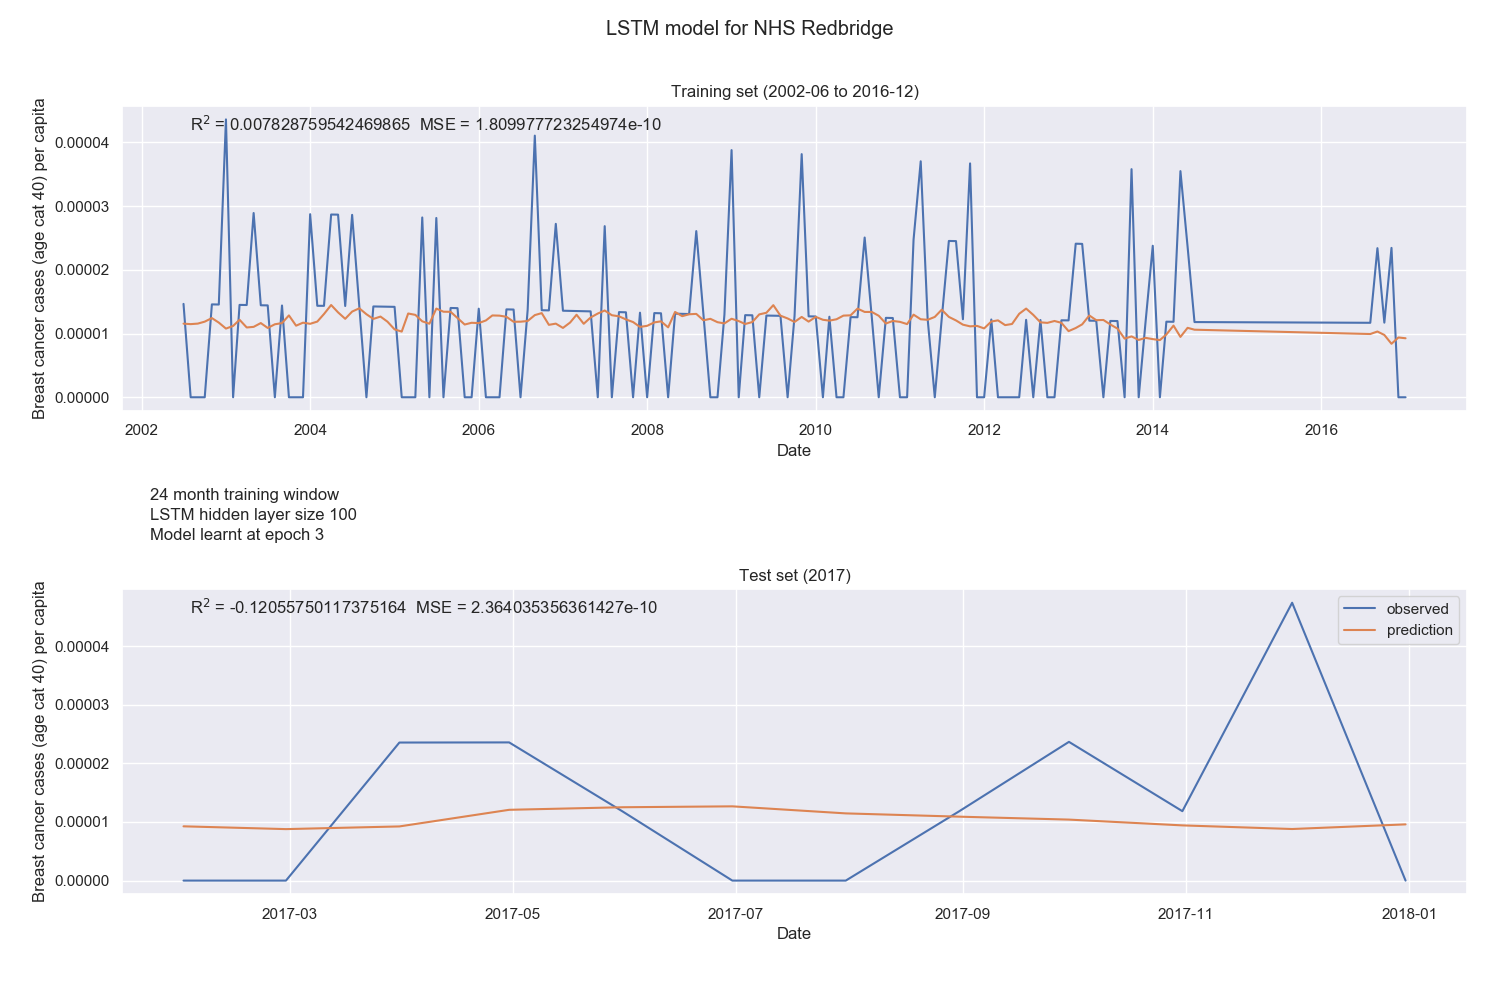 LSTM model for NHS Redbridge
Training set (2002-06 to 2016-12)
R² = 0.007828759542469865 MSE = 1.809977723254974e-10
Breast cancer cases (age cat 40) per capita
0.00004
0.00003
0.00002
0.00001
0.00000
2002 2004 2006 2008 2010 2012 2014 2016
Date
24 month training window
LSTM hidden layer size 100
Model learnt at epoch 3
Test set (2017)
R² = -0.12055750117375164 MSE = 2.364035356361427e-10
observed
prediction
Breast cancer cases (age cat 40) per capita
0.00004
0.00003
0.00002
0.00001
0.00000
2017-03 2017-05 2017-07 2017-09 2017-11 2018-01
Date